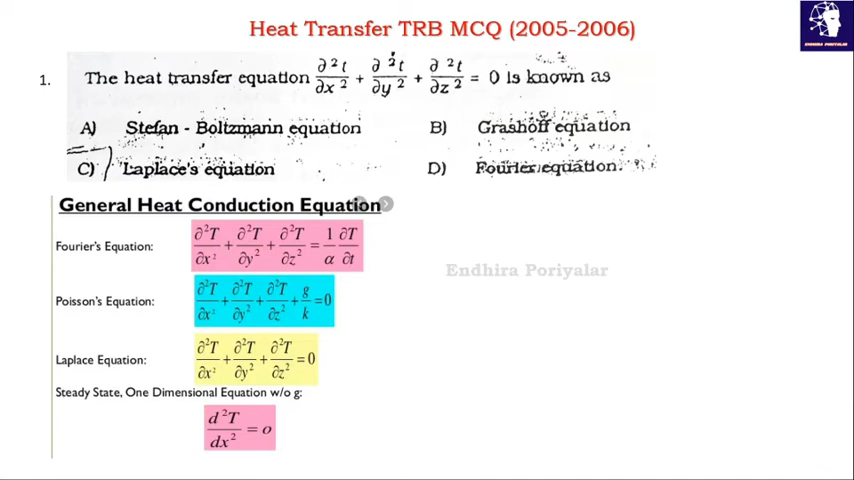 Heat Transfer TRB MCQ (2005-2006)
ENDHIRA PORIYALAR
1. The heat transfer equation ∂²t/∂x² + ∂²t/∂y² + ∂²t/∂z² = 0 is known as
A) Stefan - Boltzmann equation B) Grashoff equation
C) Laplace's equation D) Fourier equation.
General Heat Conduction Equation
Fourier's Equation: ∂²T/∂x² + ∂²T/∂y² + ∂²T/∂z² = 1/α ∂T/∂t
Endhira Poriyalar
Poisson's Equation: ∂²T/∂x² + ∂²T/∂y² + ∂²T/∂z² + g/k = 0
Laplace Equation: ∂²T/∂x² + ∂²T/∂y² + ∂²T/∂z² = 0
Steady State, One Dimensional Equation w/o g:
d²T/dx² = o